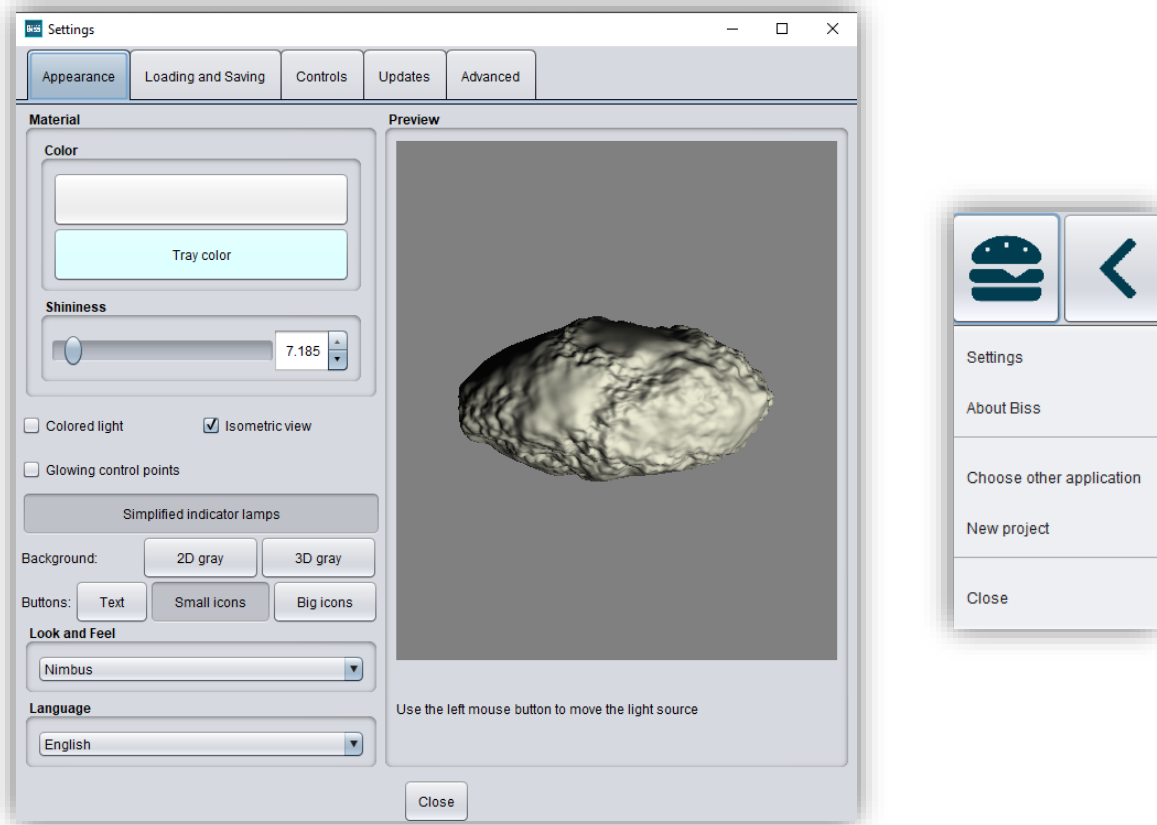 Biss Settings
Appearance Loading and Saving Controls Updates Advanced
Material
Color
Tray color
Shininess
7.185
Colored light Isometric view
Glowing control points
Simplified indicator lamps
Background: 2D gray 3D gray
Buttons: Text Small icons Big icons
Look and Feel
Nimbus
Language
English
Preview
Use the left mouse button to move the light source
Close
Settings
About Biss
Choose other application
New project
Close